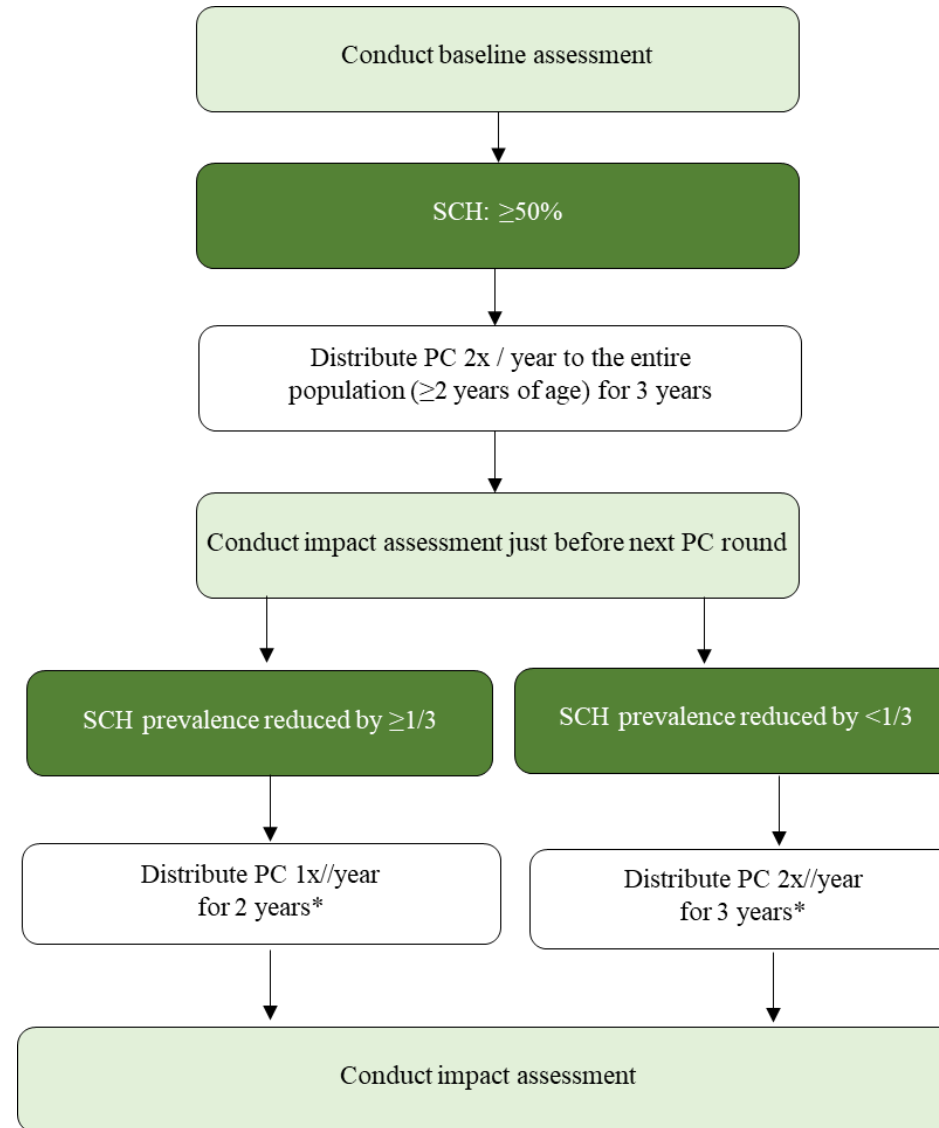 Conduct baseline assessment
SCH: ≥50%
Distribute PC 2x / year to the entire
population (≥2 years of age) for 3 years
Conduct impact assessment just before next PC round
SCH prevalence reduced by ≥1/3
SCH prevalence reduced by <1/3
Distribute PC 1x//year
for 2 years*
Distribute PC 2x//year
for 3 years*
Conduct impact assessment